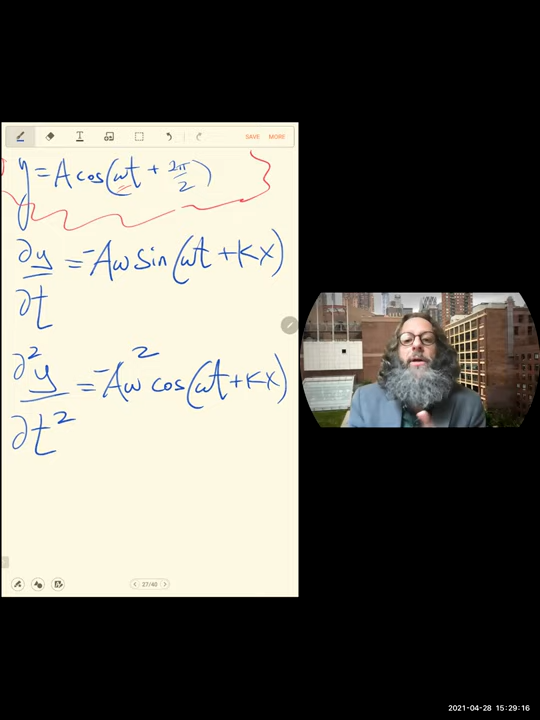 SAVE MORE
y = A cos(ωt + 2π/2)
∂y/∂t = -Aω sin(ωt + kx)
∂²y/∂t² = -Aω² cos(ωt + kx)
27/40
2021-04-28 15:29:16